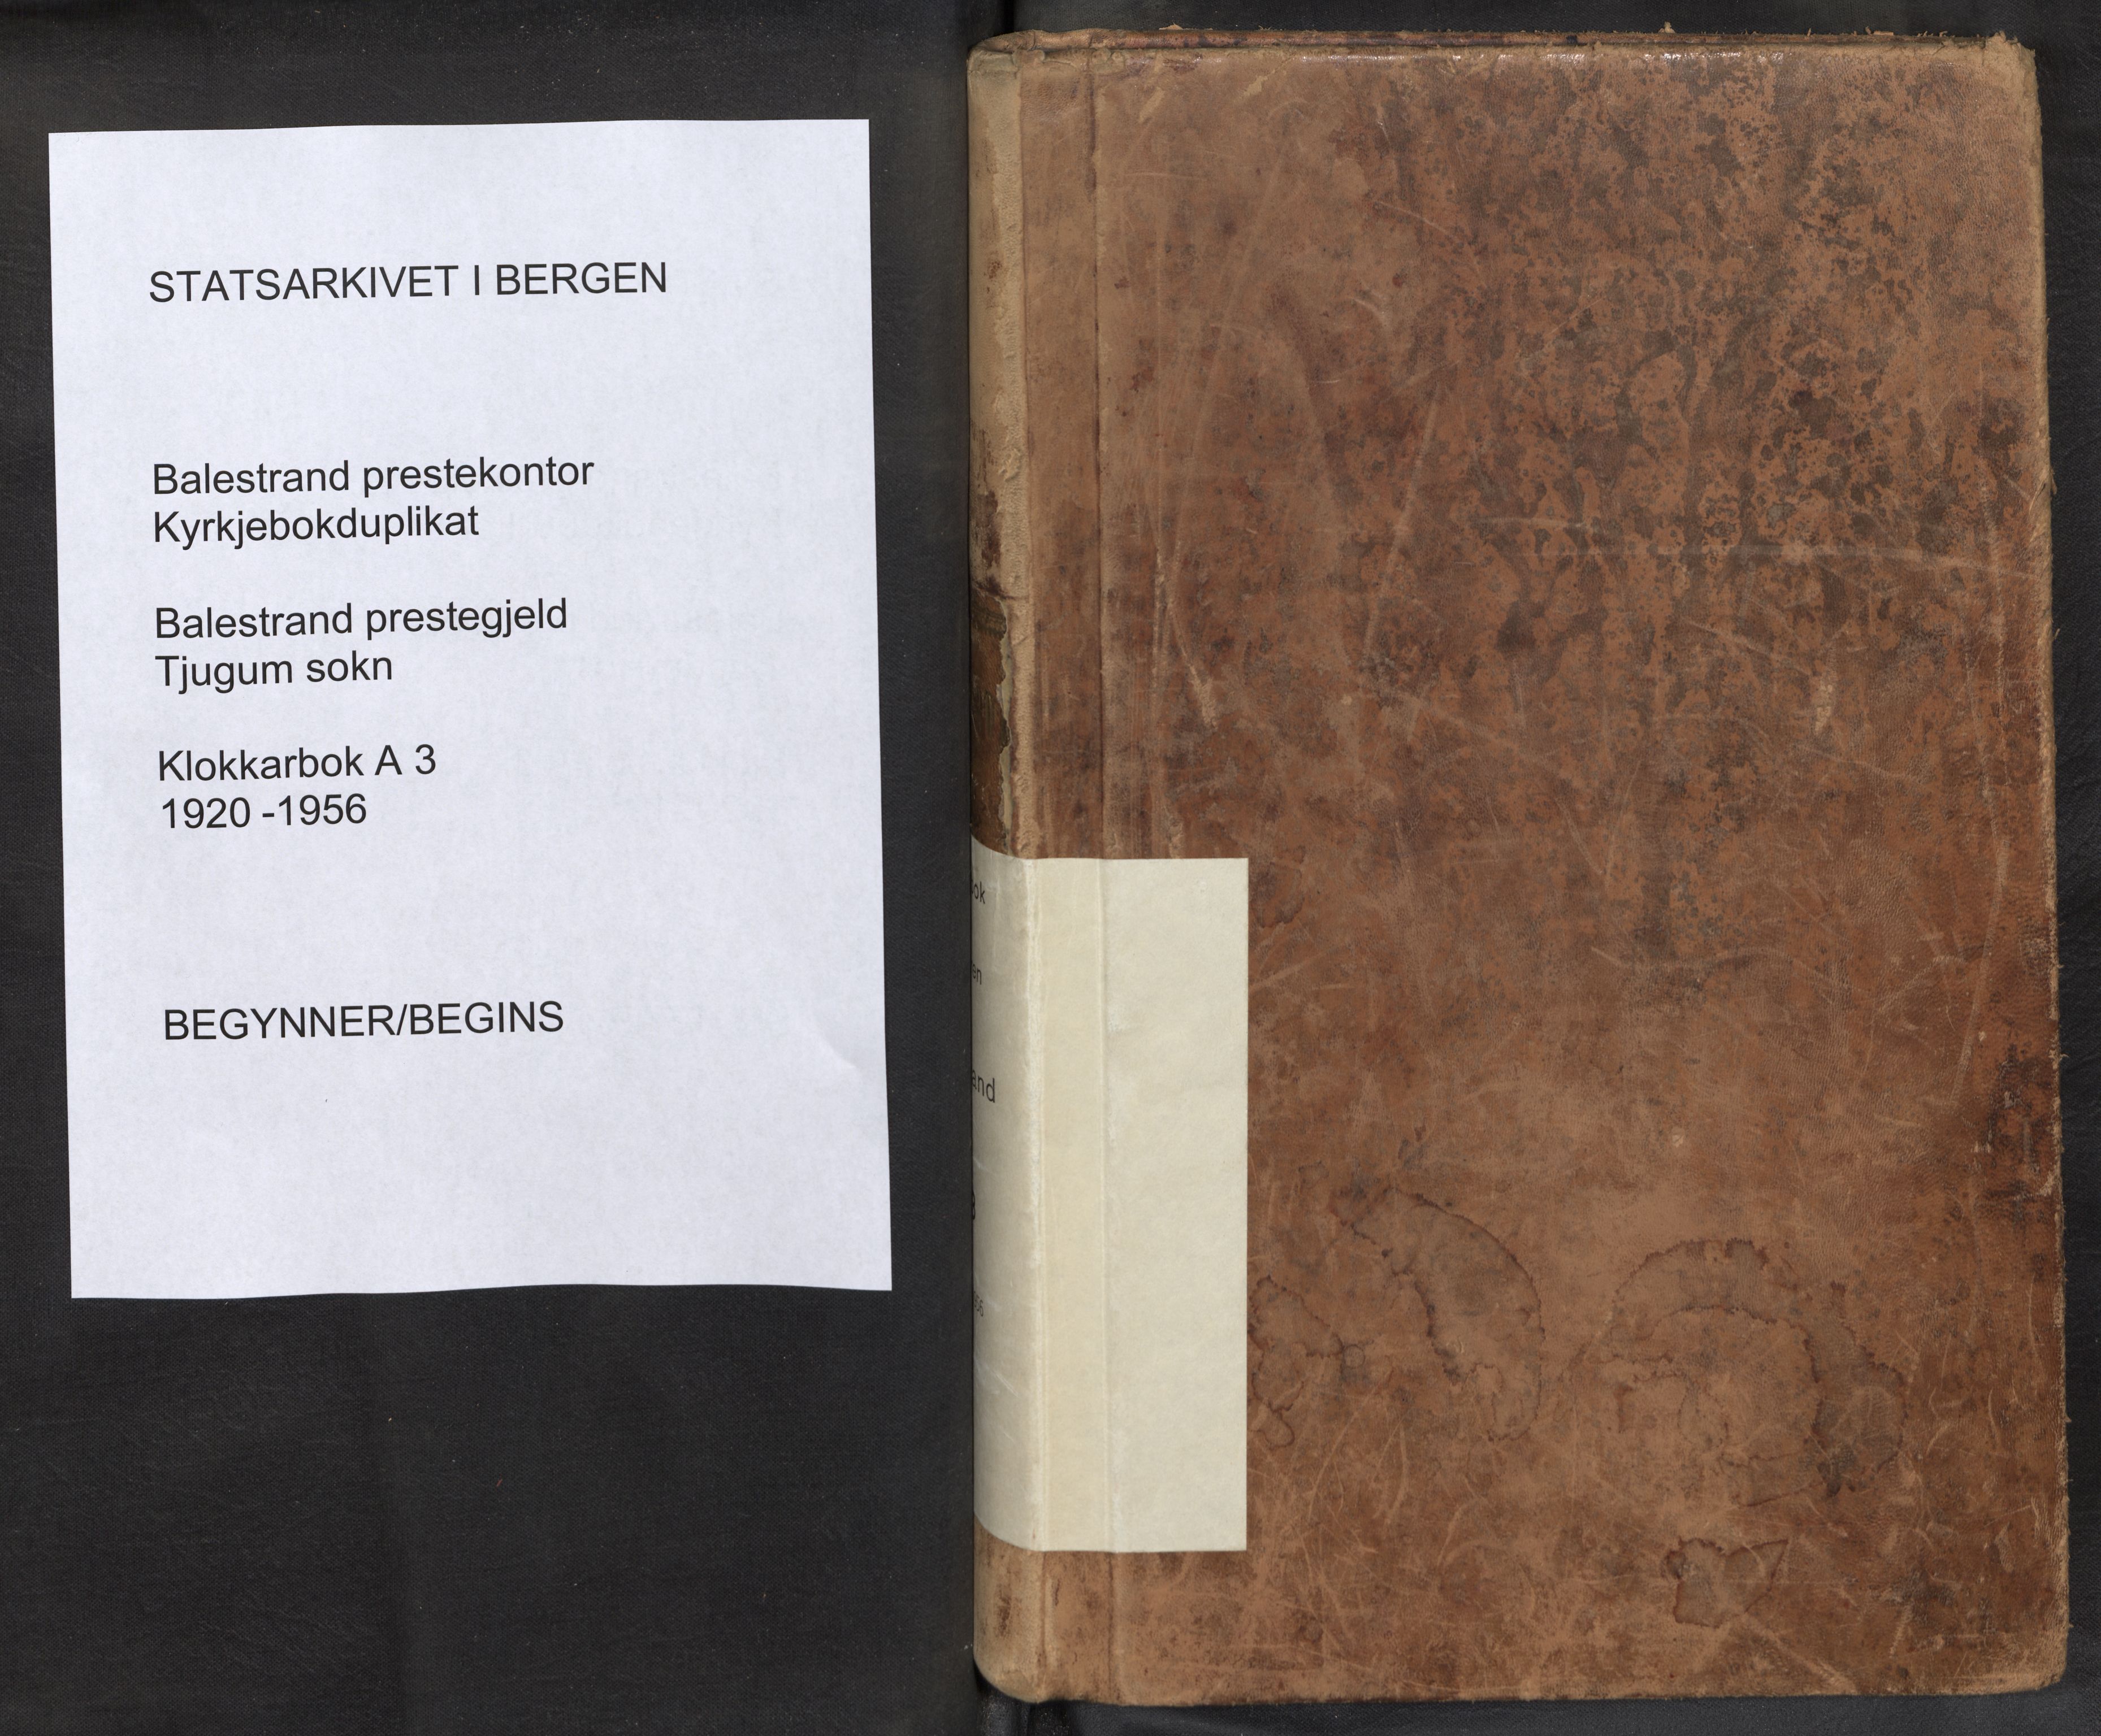 STATSARKIVET I BERGEN
Balestrand prestekontor
Kyrkjebokduplikat
Balestrand prestegjeld
Tjugum sokn
Klokkarbok A 3
1920 -1956
BEGYNNER/BEGINS